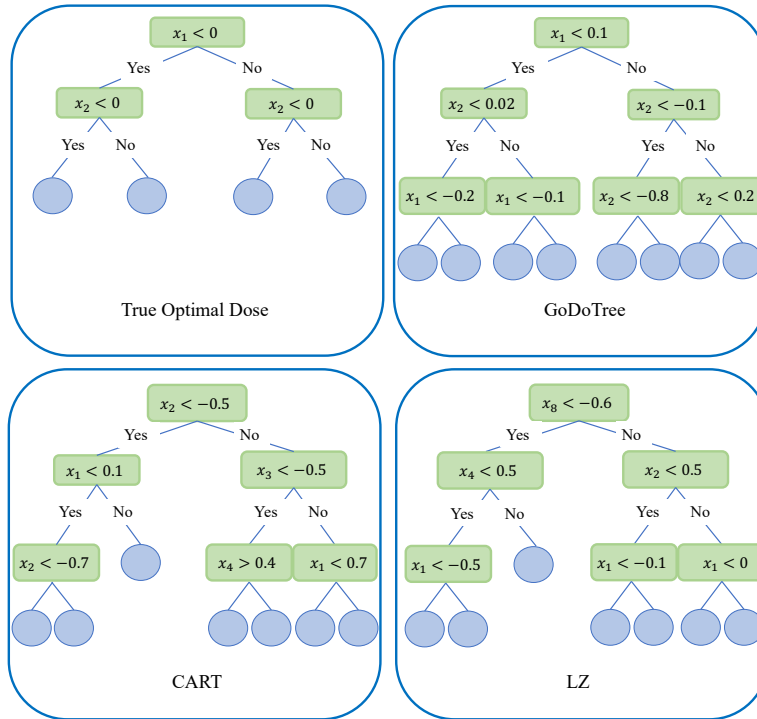 x₁ < 0
Yes No
x₂ < 0 x₂ < 0
Yes No Yes No
True Optimal Dose
x₁ < 0.1
Yes No
x₂ < 0.02 x₂ < −0.1
Yes No Yes No
x₁ < −0.2 x₁ < −0.1 x₂ < −0.8 x₂ < 0.2
GoDoTree
x₂ < −0.5
Yes No
x₁ < 0.1 x₃ < −0.5
Yes No Yes No
x₂ < −0.7 x₄ > 0.4 x₁ < 0.7
CART
x₈ < −0.6
Yes No
x₄ < 0.5 x₂ < 0.5
Yes No Yes No
x₁ < −0.5 x₁ < −0.1 x₁ < 0
LZ